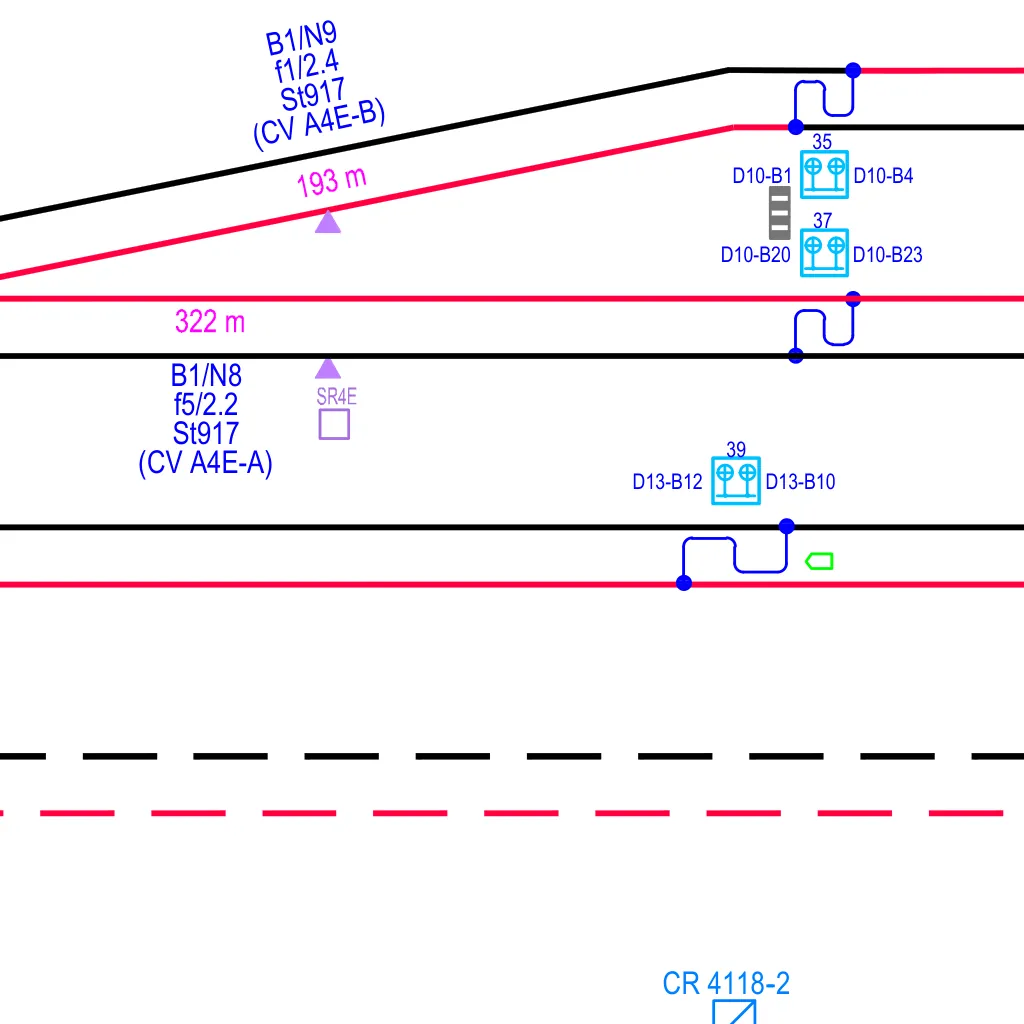 B1/N9
f1/2.4
St917
(CV A4E-B)
193 m
35
D10-B1
D10-B4
37
D10-B20
D10-B23
322 m
B1/N8
f5/2.2
St917
(CV A4E-A)
SR4E
39
D13-B12
D13-B10
CR 4118-2